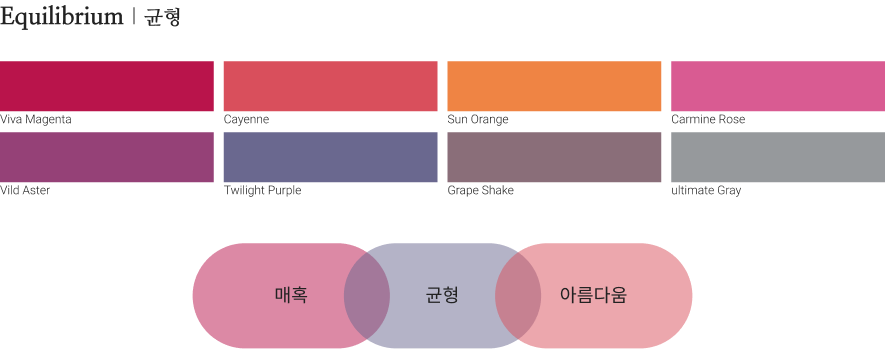 Equilibrium | 균형
Viva Magenta
Cayenne
Sun Orange
Carmine Rose
Vild Aster
Twilight Purple
Grape Shake
ultimate Gray
매혹
균형
아름다움